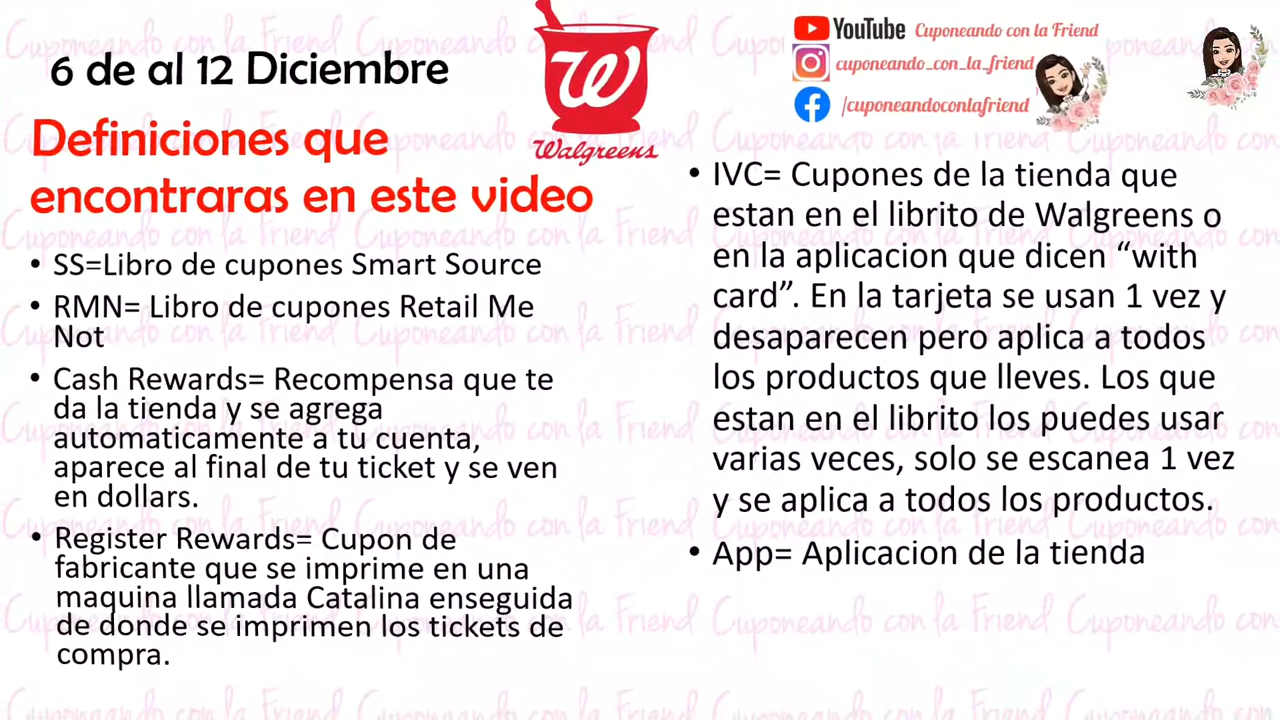 6 de al 12 Diciembre
Definiciones que
encontraras en este video
• SS=Libro de cupones Smart Source
• RMN= Libro de cupones Retail Me
Not
• Cash Rewards= Recompensa que te
da la tienda y se agrega
automaticamente a tu cuenta,
aparece al final de tu ticket y se ven
en dollars.
• Register Rewards= Cupon de
fabricante que se imprime en una
maquina llamada Catalina enseguida
de donde se imprimen los tickets de
compra.
W
Walgreens
YouTube Cuponeando con la Friend
cuponeando_con_la_friend
/cuponeandoconlafriend
• IVC= Cupones de la tienda que
estan en el librito de Walgreens o
en la aplicacion que dicen “with
card”. En la tarjeta se usan 1 vez y
desaparecen pero aplica a todos
los productos que lleves. Los que
estan en el librito los puedes usar
varias veces, solo se escanea 1 vez
y se aplica a todos los productos.
• App= Aplicacion de la tienda
Cuponeando con la Friend